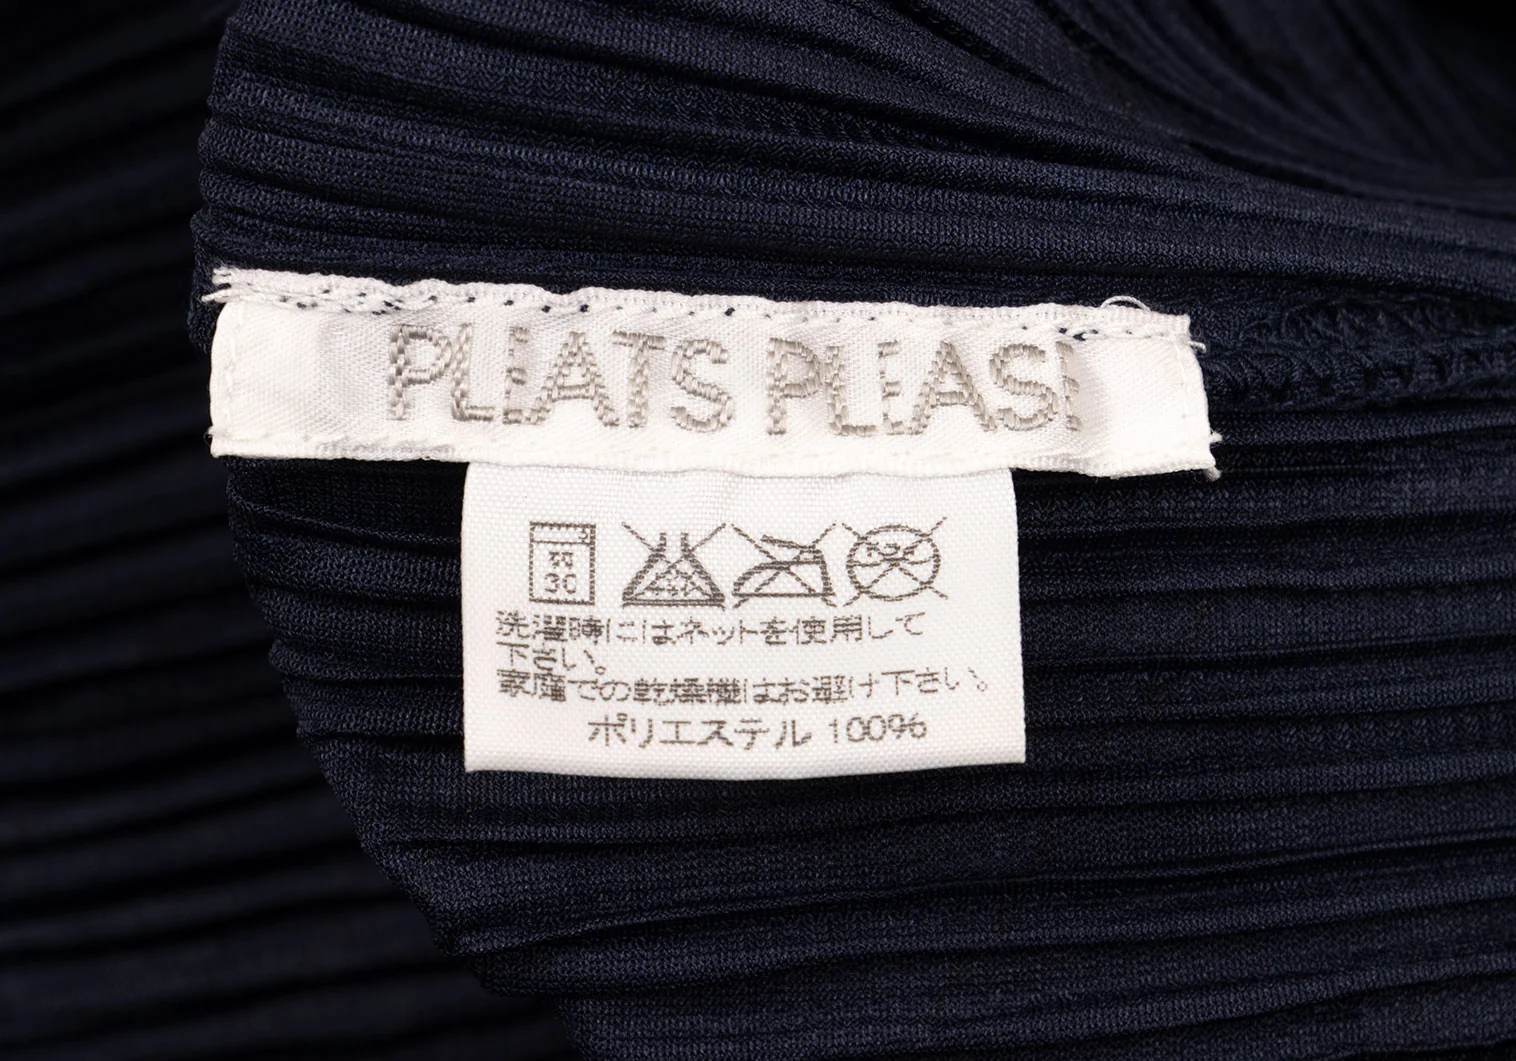 PLEATS PLEASE
弱
30
洗濯時にはネットを使用して
下さい。
家庭での乾燥機はお避け下さい。
ポリエステル 100%